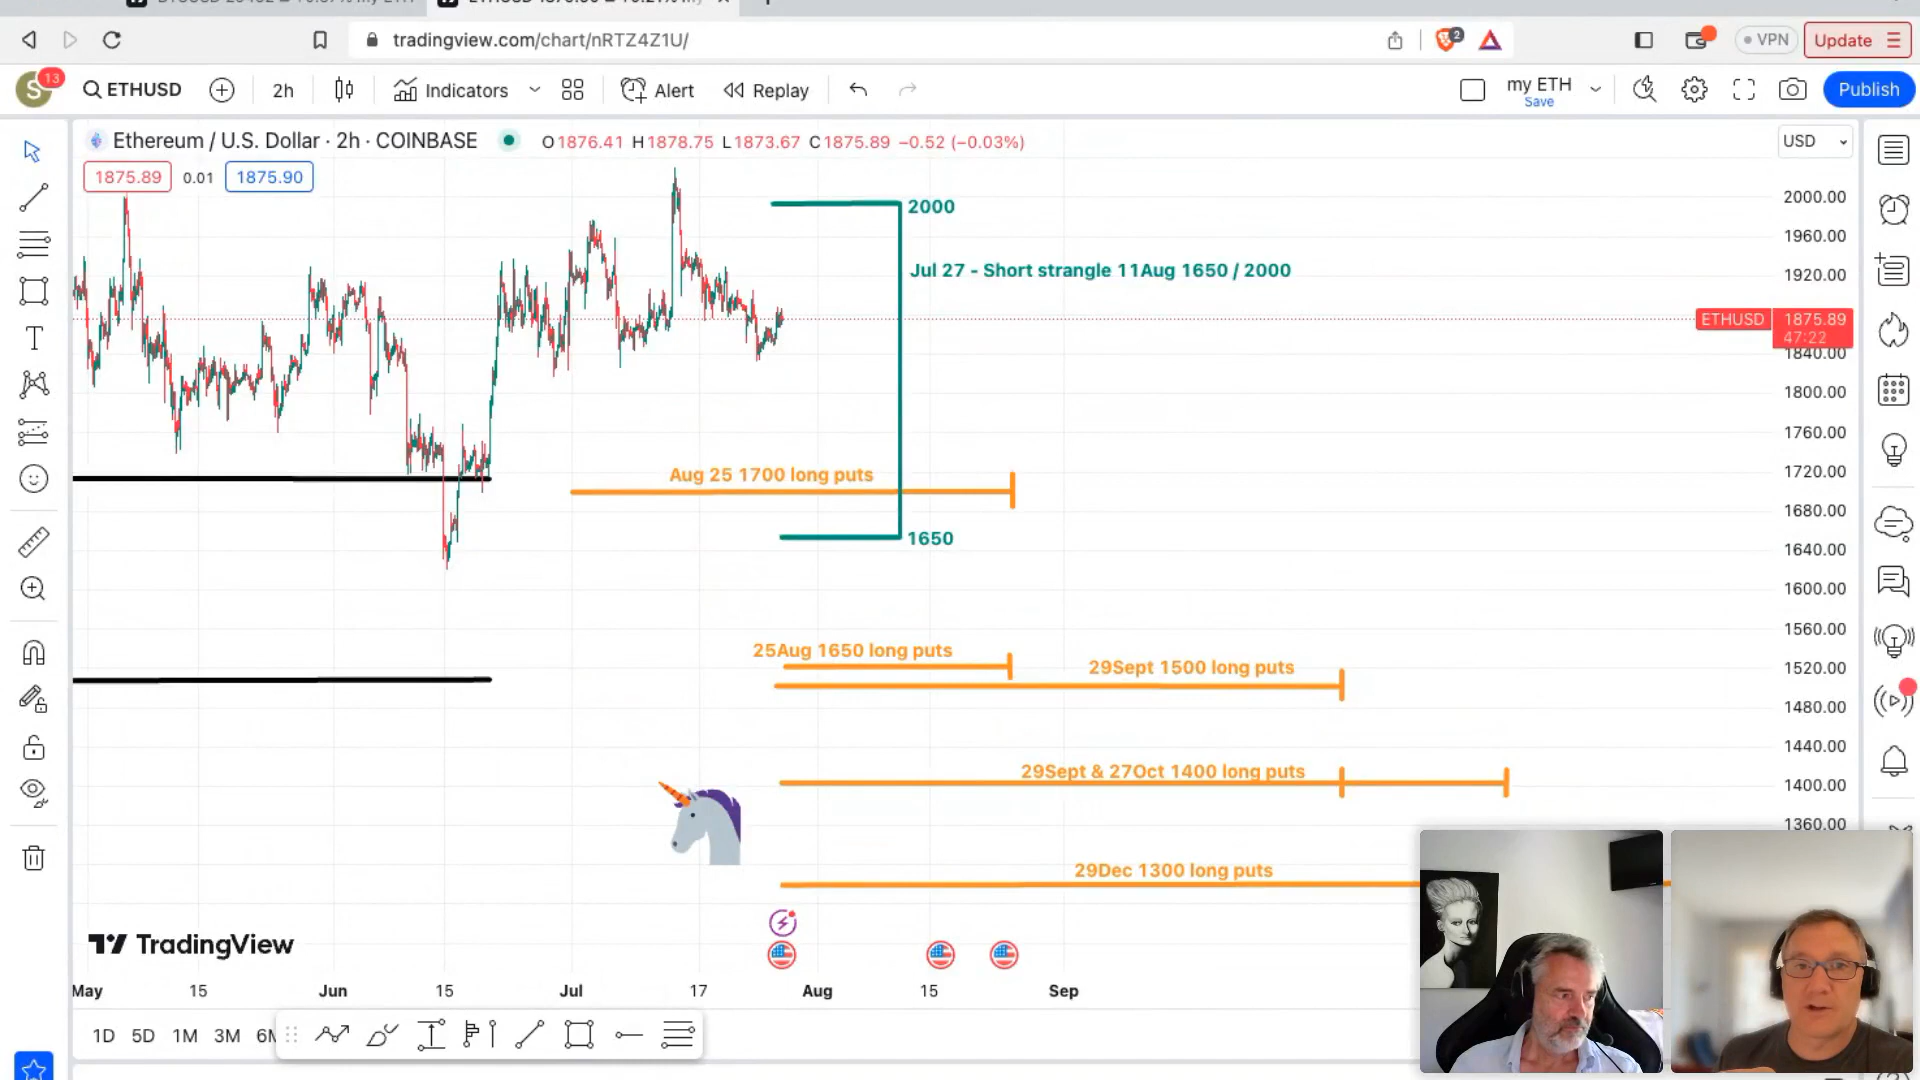 tradingview.com/chart/nRTZ4Z1U/
2
VPN
Update
S
13
ETHUSD
2h
Indicators
Alert
Replay
my ETH
Save
Publish
Ethereum / U.S. Dollar · 2h · COINBASE
O1876.41 H1878.75 L1873.67 C1875.89 −0.52 (−0.03%)
USD
1875.89
0.01
1875.90
2000.00
1960.00
1920.00
ETHUSD
1875.89
47:22
1840.00
1800.00
1760.00
1720.00
1680.00
1640.00
1600.00
1560.00
1520.00
1480.00
1440.00
1400.00
1360.00
2000
Jul 27 - Short strangle 11Aug 1650 / 2000
Aug 25 1700 long puts
1650
25Aug 1650 long puts
29Sept 1500 long puts
29Sept & 27Oct 1400 long puts
29Dec 1300 long puts
TradingView
May
15
Jun
15
Jul
17
Aug
15
Sep
1D
5D
1M
3M